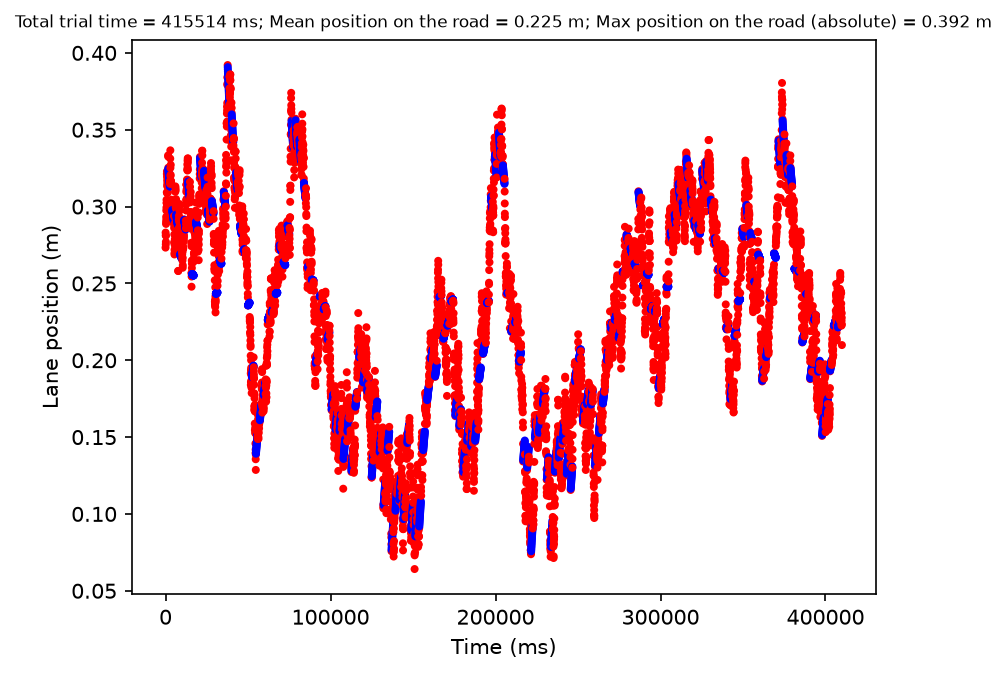 Total trial time = 415514 ms; Mean position on the road = 0.225 m; Max position on the road (absolute) = 0.392 m
0.40
0.35
0.30
0.25
0.20
0.15
0.10
0.05
Lane position (m)
0 100000 200000 300000 400000
Time (ms)